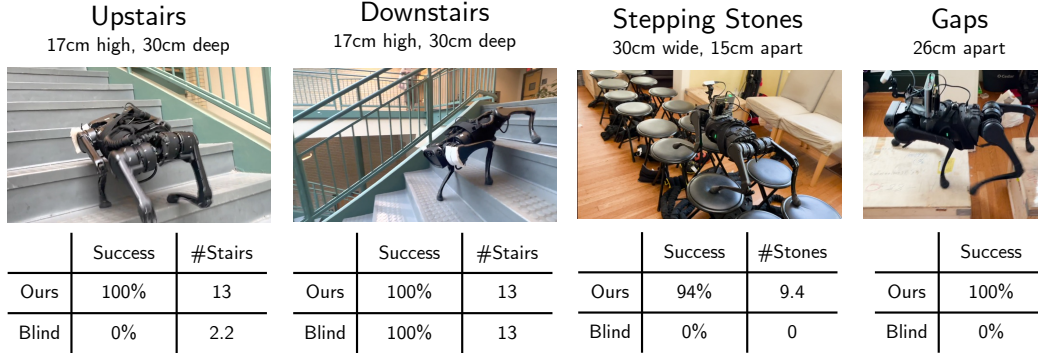 Upstairs
17cm high, 30cm deep
Success #Stairs
Ours 100% 13
Blind 0% 2.2
Downstairs
17cm high, 30cm deep
Success #Stairs
Ours 100% 13
Blind 100% 13
Stepping Stones
30cm wide, 15cm apart
Success #Stones
Ours 94% 9.4
Blind 0% 0
Gaps
26cm apart
Success
Ours 100%
Blind 0%